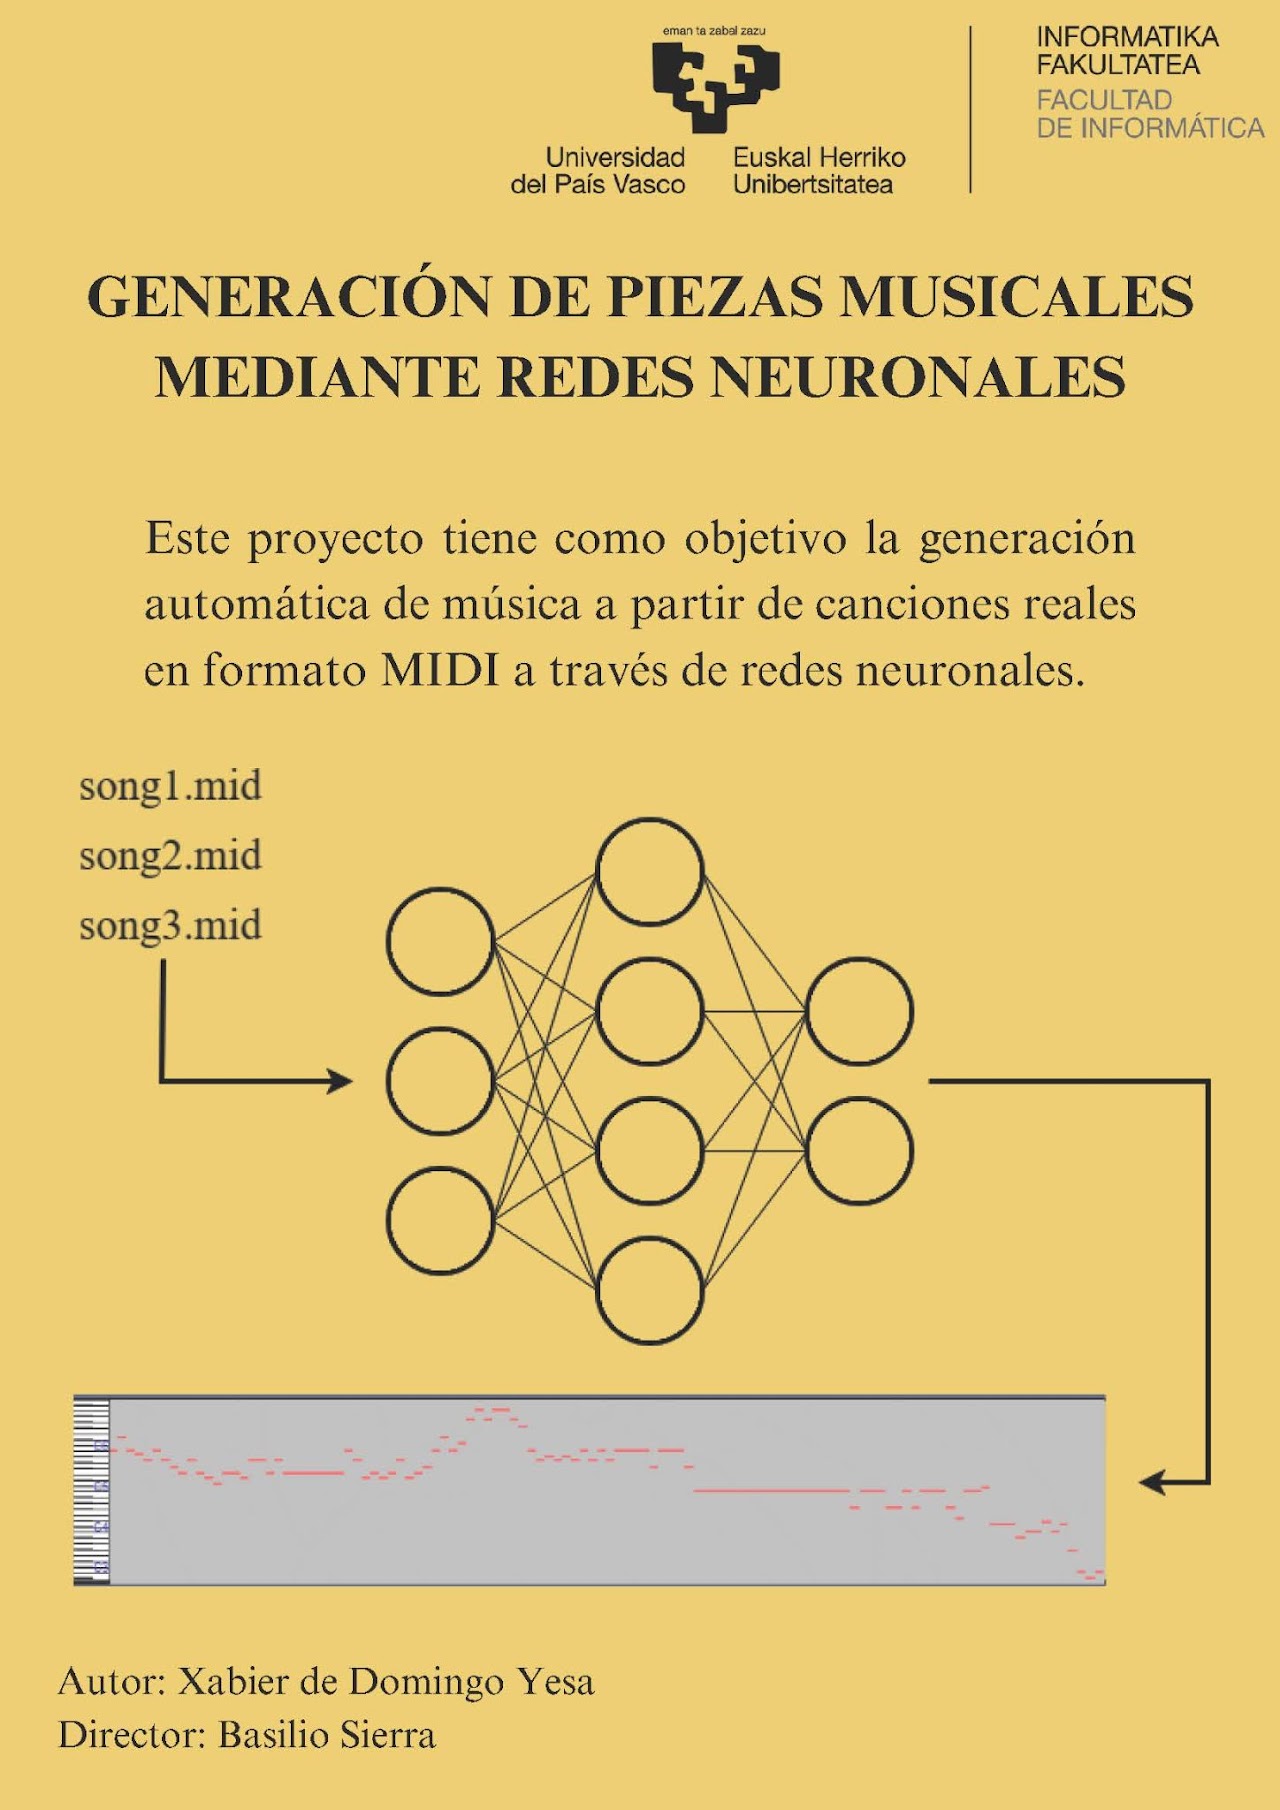 eman ta zabal zazu
Universidad
del País Vasco
Euskal Herriko
Unibertsitatea
INFORMATIKA
FAKULTATEA
FACULTAD
DE INFORMÁTICA
GENERACIÓN DE PIEZAS MUSICALES
MEDIANTE REDES NEURONALES
Este proyecto tiene como objetivo la generación
automática de música a partir de canciones reales
en formato MIDI a través de redes neuronales.
song1.mid
song2.mid
song3.mid
Autor: Xabier de Domingo Yesa
Director: Basilio Sierra